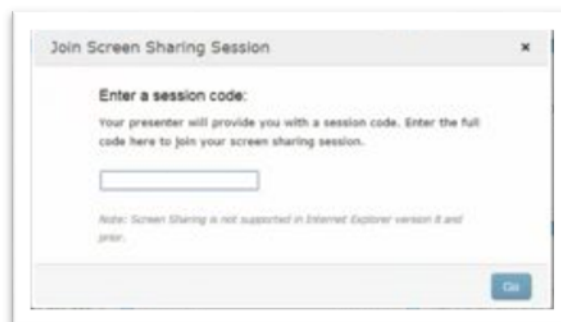 Join Screen Sharing Session ×
Enter a session code:
Your presenter will provide you with a session code. Enter the full
code here to join your screen sharing session.
Note: Screen Sharing is not supported in Internet Explorer version 8 and
prior.
Go